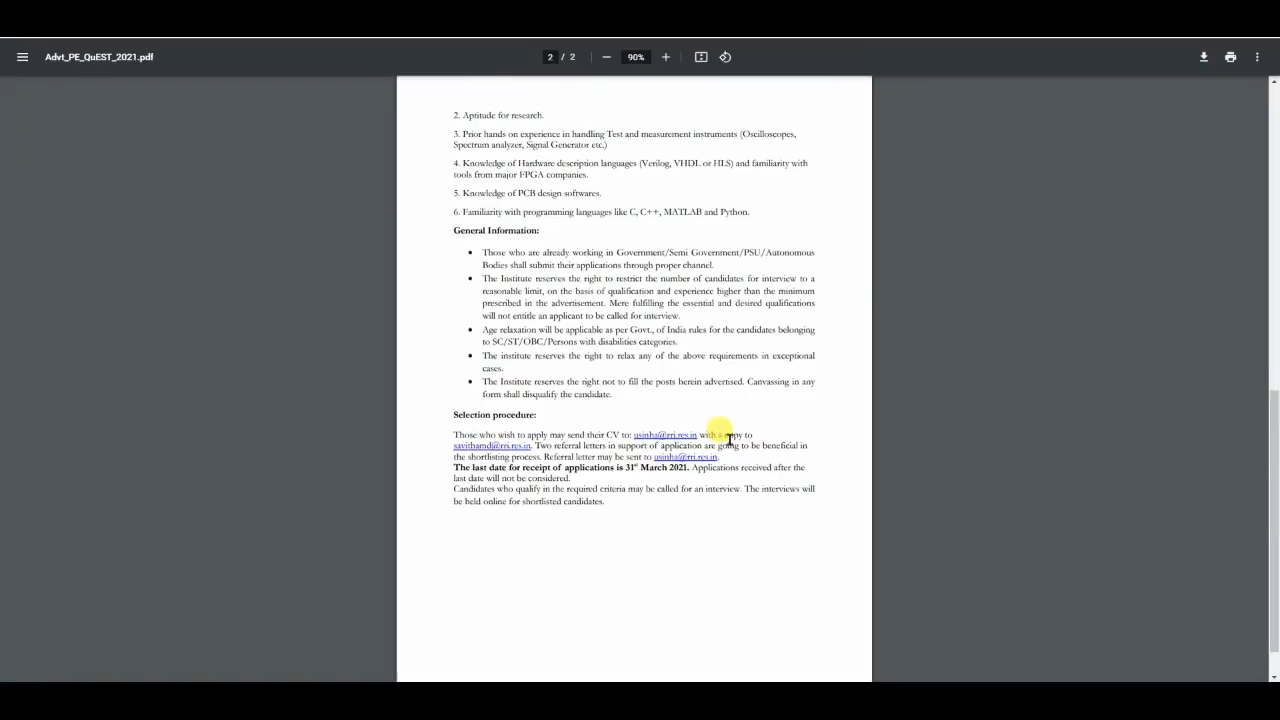 Advt_PE_QuEST_2021.pdf
2 / 2
90%
2. Aptitude for research.
3. Prior hands on experience in handling Test and measurement instruments (Oscilloscopes,
Spectrum analyzer, Signal Generator etc.)
4. Knowledge of Hardware description languages (Verilog, VHDL or HLS) and familiarity with
tools from major FPGA companies.
5. Knowledge of PCB design softwares.
6. Familiarity with programming languages like C, C++, MATLAB and Python.
General Information:
• Those who are already working in Government/Semi Government/PSU/Autonomous
Bodies shall submit their applications through proper channel.
• The Institute reserves the right to restrict the number of candidates for interview to a
reasonable limit, on the basis of qualification and experience higher than the minimum
prescribed in the advertisement. Mere fulfilling the essential and desired qualifications
will not entitle an applicant to be called for interview.
• Age relaxation will be applicable as per Govt., of India rules for the candidates belonging
to SC/ST/OBC/Persons with disabilities categories.
• The institute reserves the right to relax any of the above requirements in exceptional
cases.
• The Institute reserves the right not to fill the posts herein advertised. Canvassing in any
form shall disqualify the candidate.
Selection procedure:
Those who wish to apply may send their CV to: usinha@rri.res.in with a copy to
savithamd@rri.res.in. Two referral letters in support of application are going to be beneficial in
the shortlisting process. Referral letter may be sent to usinha@rri.res.in.
The last date for receipt of applications is 31st March 2021. Applications received after the
last date will not be considered.
Candidates who qualify in the required criteria may be called for an interview. The interviews will
be held online for shortlisted candidates.